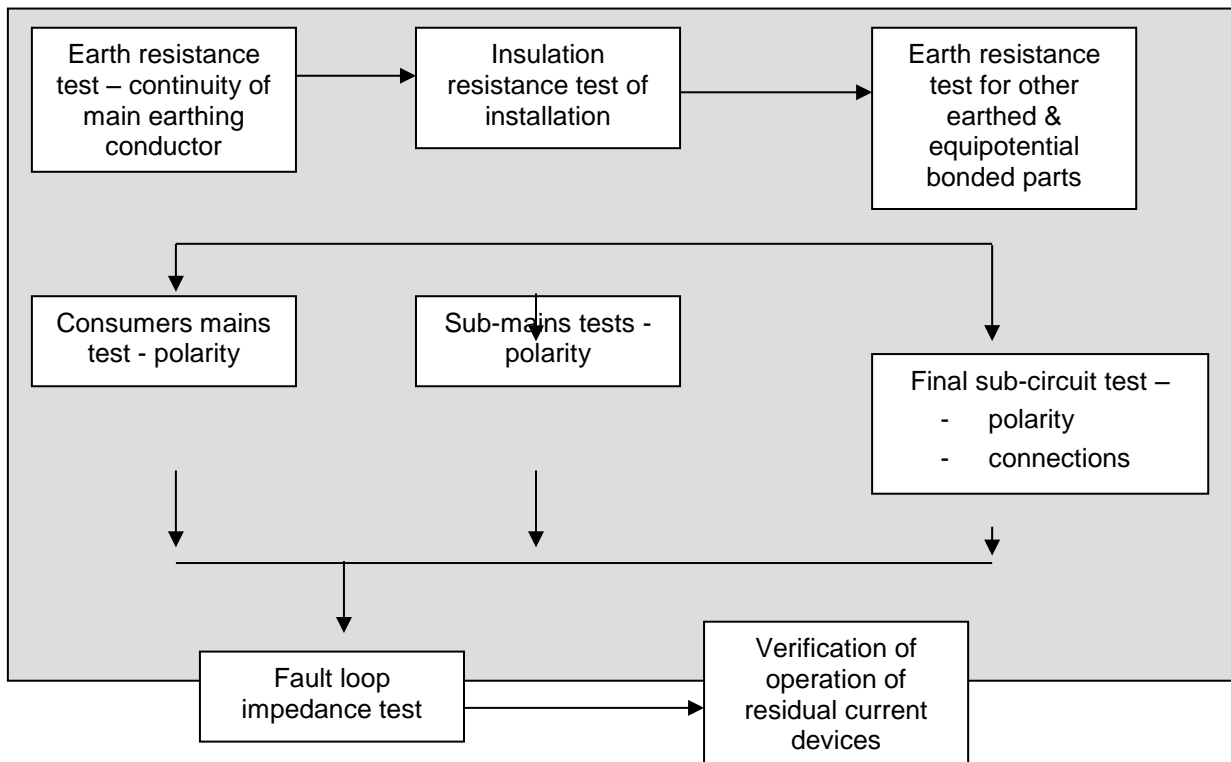 Earth resistance
test – continuity of
main earthing
conductor
Insulation
resistance test of
installation
Earth resistance
test for other
earthed &
equipotential
bonded parts
Consumers mains
test - polarity
Sub-mains tests -
polarity
Final sub-circuit test –
- polarity
- connections
Fault loop
impedance test
Verification of
operation of
residual current
devices